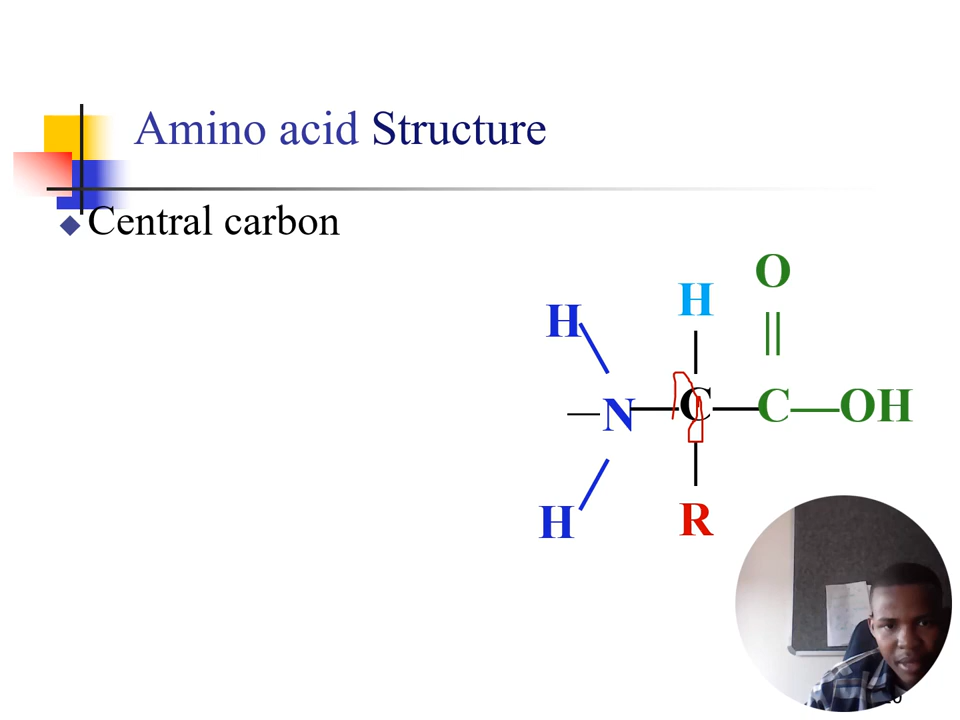 Amino acid Structure
Central carbon
O
H
H
N C C—OH
H
R